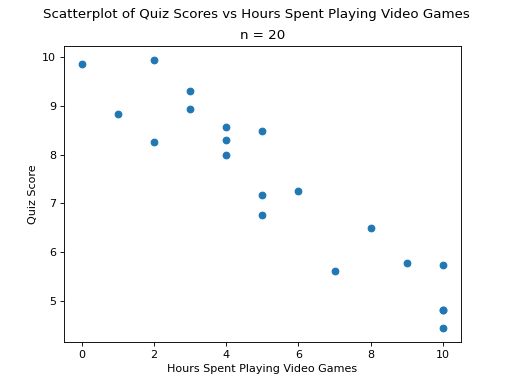 Scatterplot of Quiz Scores vs Hours Spent Playing Video Games
n = 20
10
9
8
7
6
5
Quiz Score
0 2 4 6 8 10
Hours Spent Playing Video Games